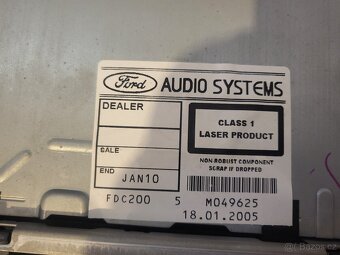 Ford AUDIO SYSTEMS
DEALER
CLASS 1
LASER PRODUCT
SALE
NON-ROBUST COMPONENT
SCRAP IF DROPPED
END JAN10
FDC200 5 M049625
18.01.2005